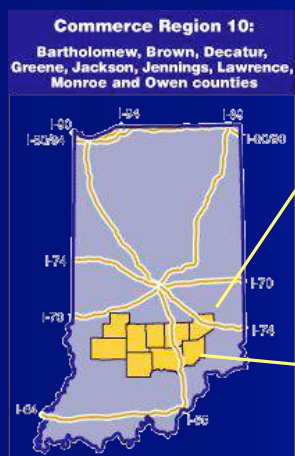 Commerce Region 10:
Bartholomew, Brown, Decatur,
Greene, Jackson, Jennings, Lawrence,
Monroe and Owen counties
I-94
I-90
I-69
I-80/94
I-80/90
I-74
I-70
I-70
I-74
I-64
I-65